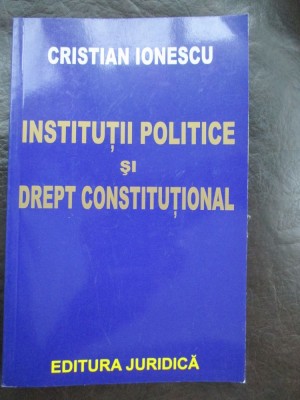 CRISTIAN IONESCU
INSTITUȚII POLITICE
și
DREPT CONSTITUȚIONAL
EDITURA JURIDICĂ